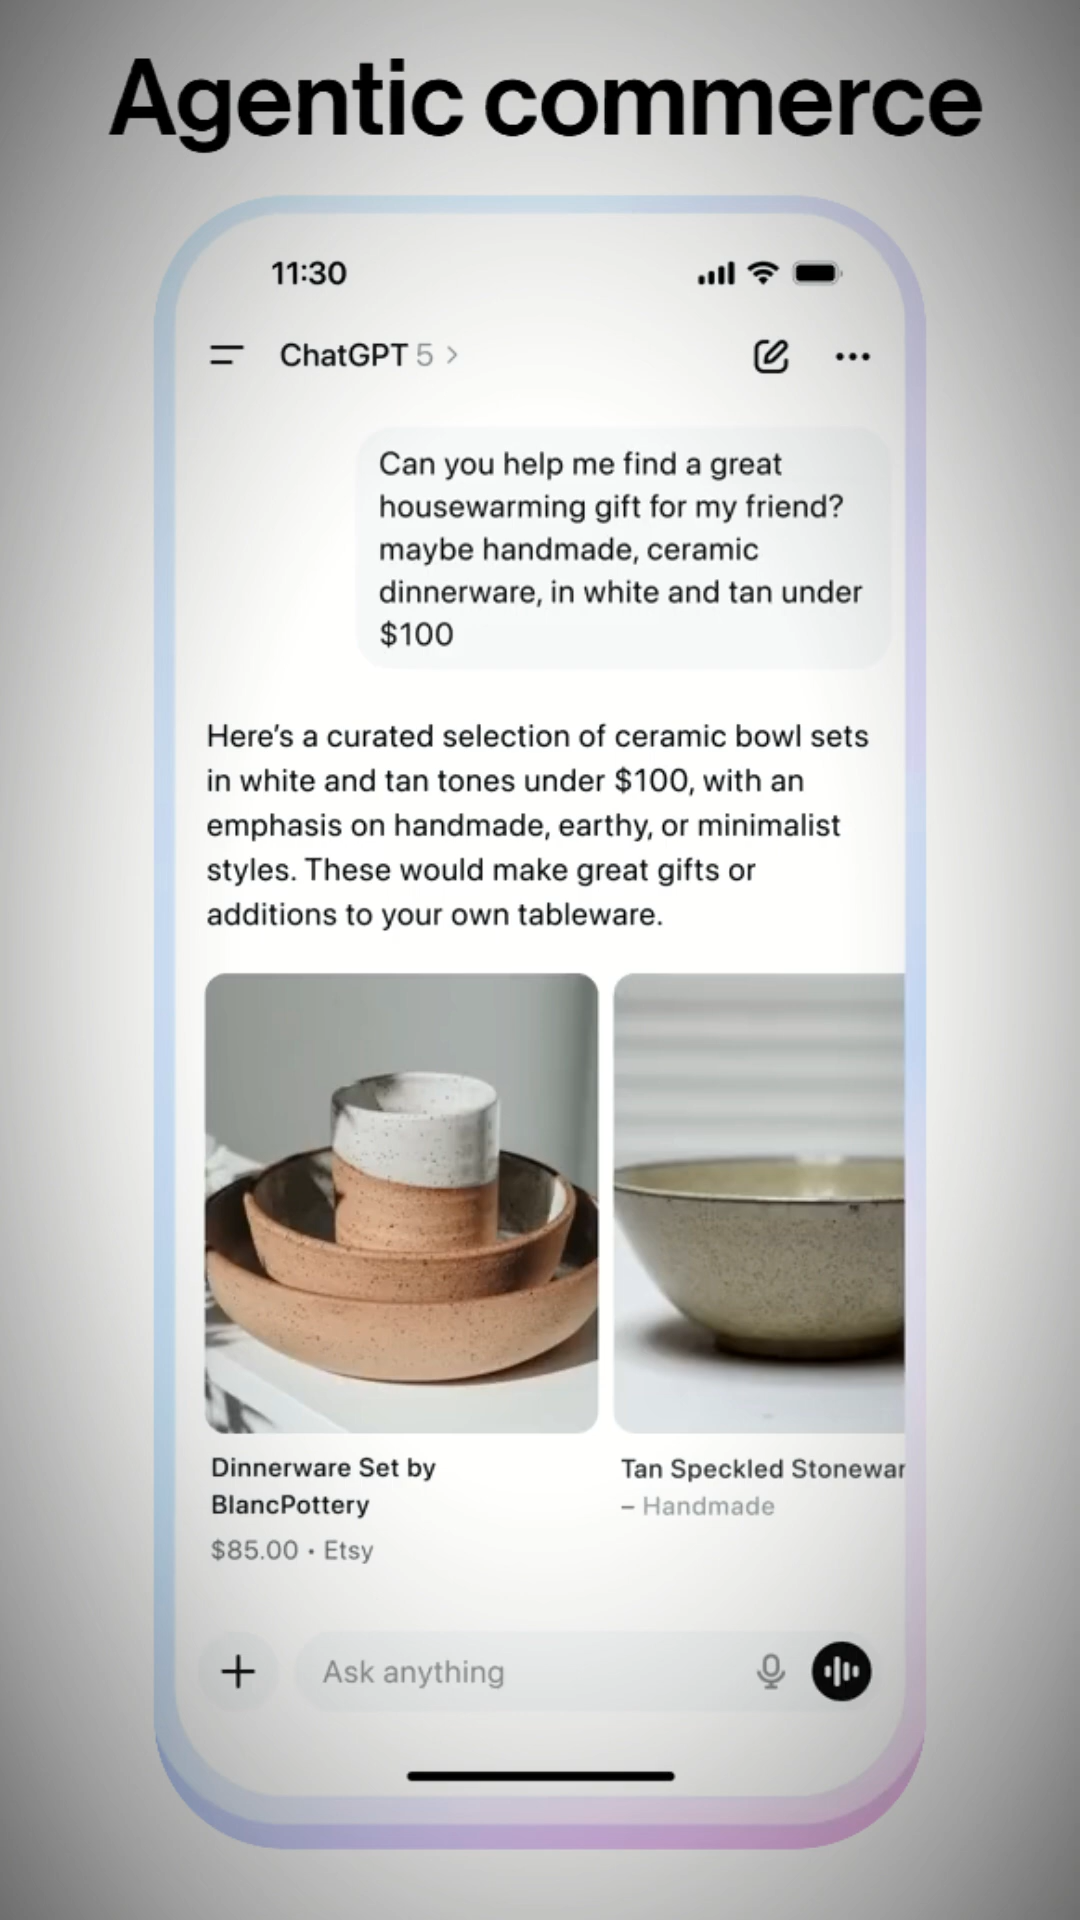 Agentic commerce
11:30
ChatGPT 5 >
Can you help me find a great
housewarming gift for my friend?
maybe handmade, ceramic
dinnerware, in white and tan under
$100
Here’s a curated selection of ceramic bowl sets
in white and tan tones under $100, with an
emphasis on handmade, earthy, or minimalist
styles. These would make great gifts or
additions to your own tableware.
Dinnerware Set by
BlancPottery
$85.00 • Etsy
Tan Speckled Stonewar
– Handmade
Ask anything